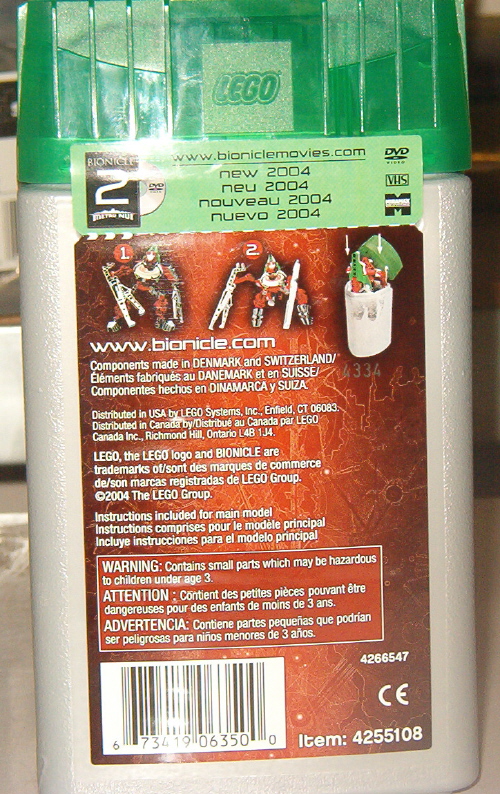 LEGO
www.bioniclemovies.com
BIONICLE
2
METRU NUI
DVD
new 2004
neu 2004
nouveau 2004
nuevo 2004
DVD
VIDEO
VHS
MIRAMAX
1.
2.
4334
www.bionicle.com
Components made in DENMARK and SWITZERLAND/
Éléments fabriqués au DANEMARK et en SUISSE/
Componentes hechos en DINAMARCA y SUIZA.
Distributed in USA by LEGO Systems, Inc., Enfield, CT 06083.
Distributed in Canada by/Distribué au Canada par LEGO
Canada Inc., Richmond Hill, Ontario L4B 1J4.
LEGO, the LEGO logo and BIONICLE are
trademarks of/sont des marques de commerce
de/son marcas registradas de LEGO Group.
©2004 The LEGO Group.
Instructions included for main model
Instructions comprises pour le modèle principal
Incluye instrucciones para el modelo principal
WARNING: Contains small parts which may be hazardous
to children under age 3.
ATTENTION : Contient des petites pièces pouvant être
dangereuses pour des enfants de moins de 3 ans.
ADVERTENCIA: Contiene partes pequeñas que podrían
ser peligrosas para niños menores de 3 años.
4266547
CE
6 73419 06350 0
Item: 4255108